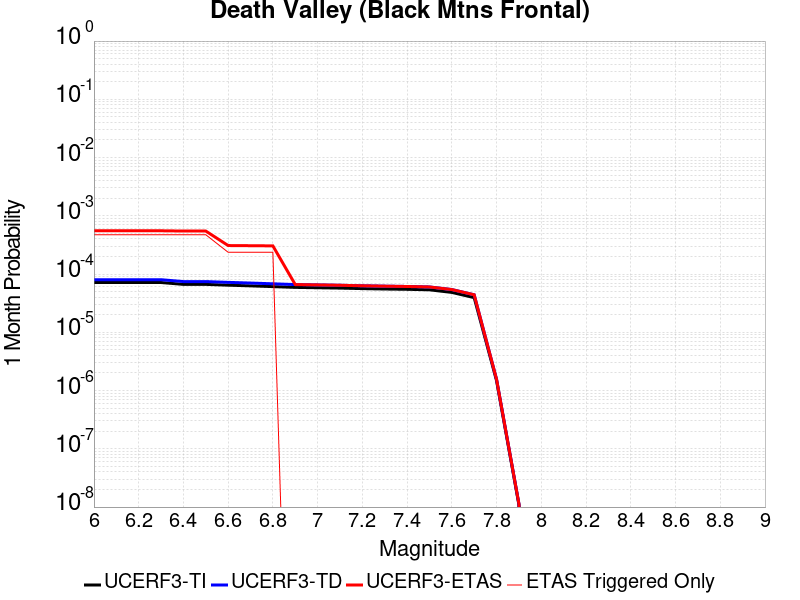 Death Valley (Black Mtns Frontal)
1 Month Probability
10^0
10^-1
10^-2
10^-3
10^-4
10^-5
10^-6
10^-7
10^-8
6 6.2 6.4 6.6 6.8 7 7.2 7.4 7.6 7.8 8 8.2 8.4 8.6 8.8 9
Magnitude
UCERF3-TI UCERF3-TD UCERF3-ETAS ETAS Triggered Only